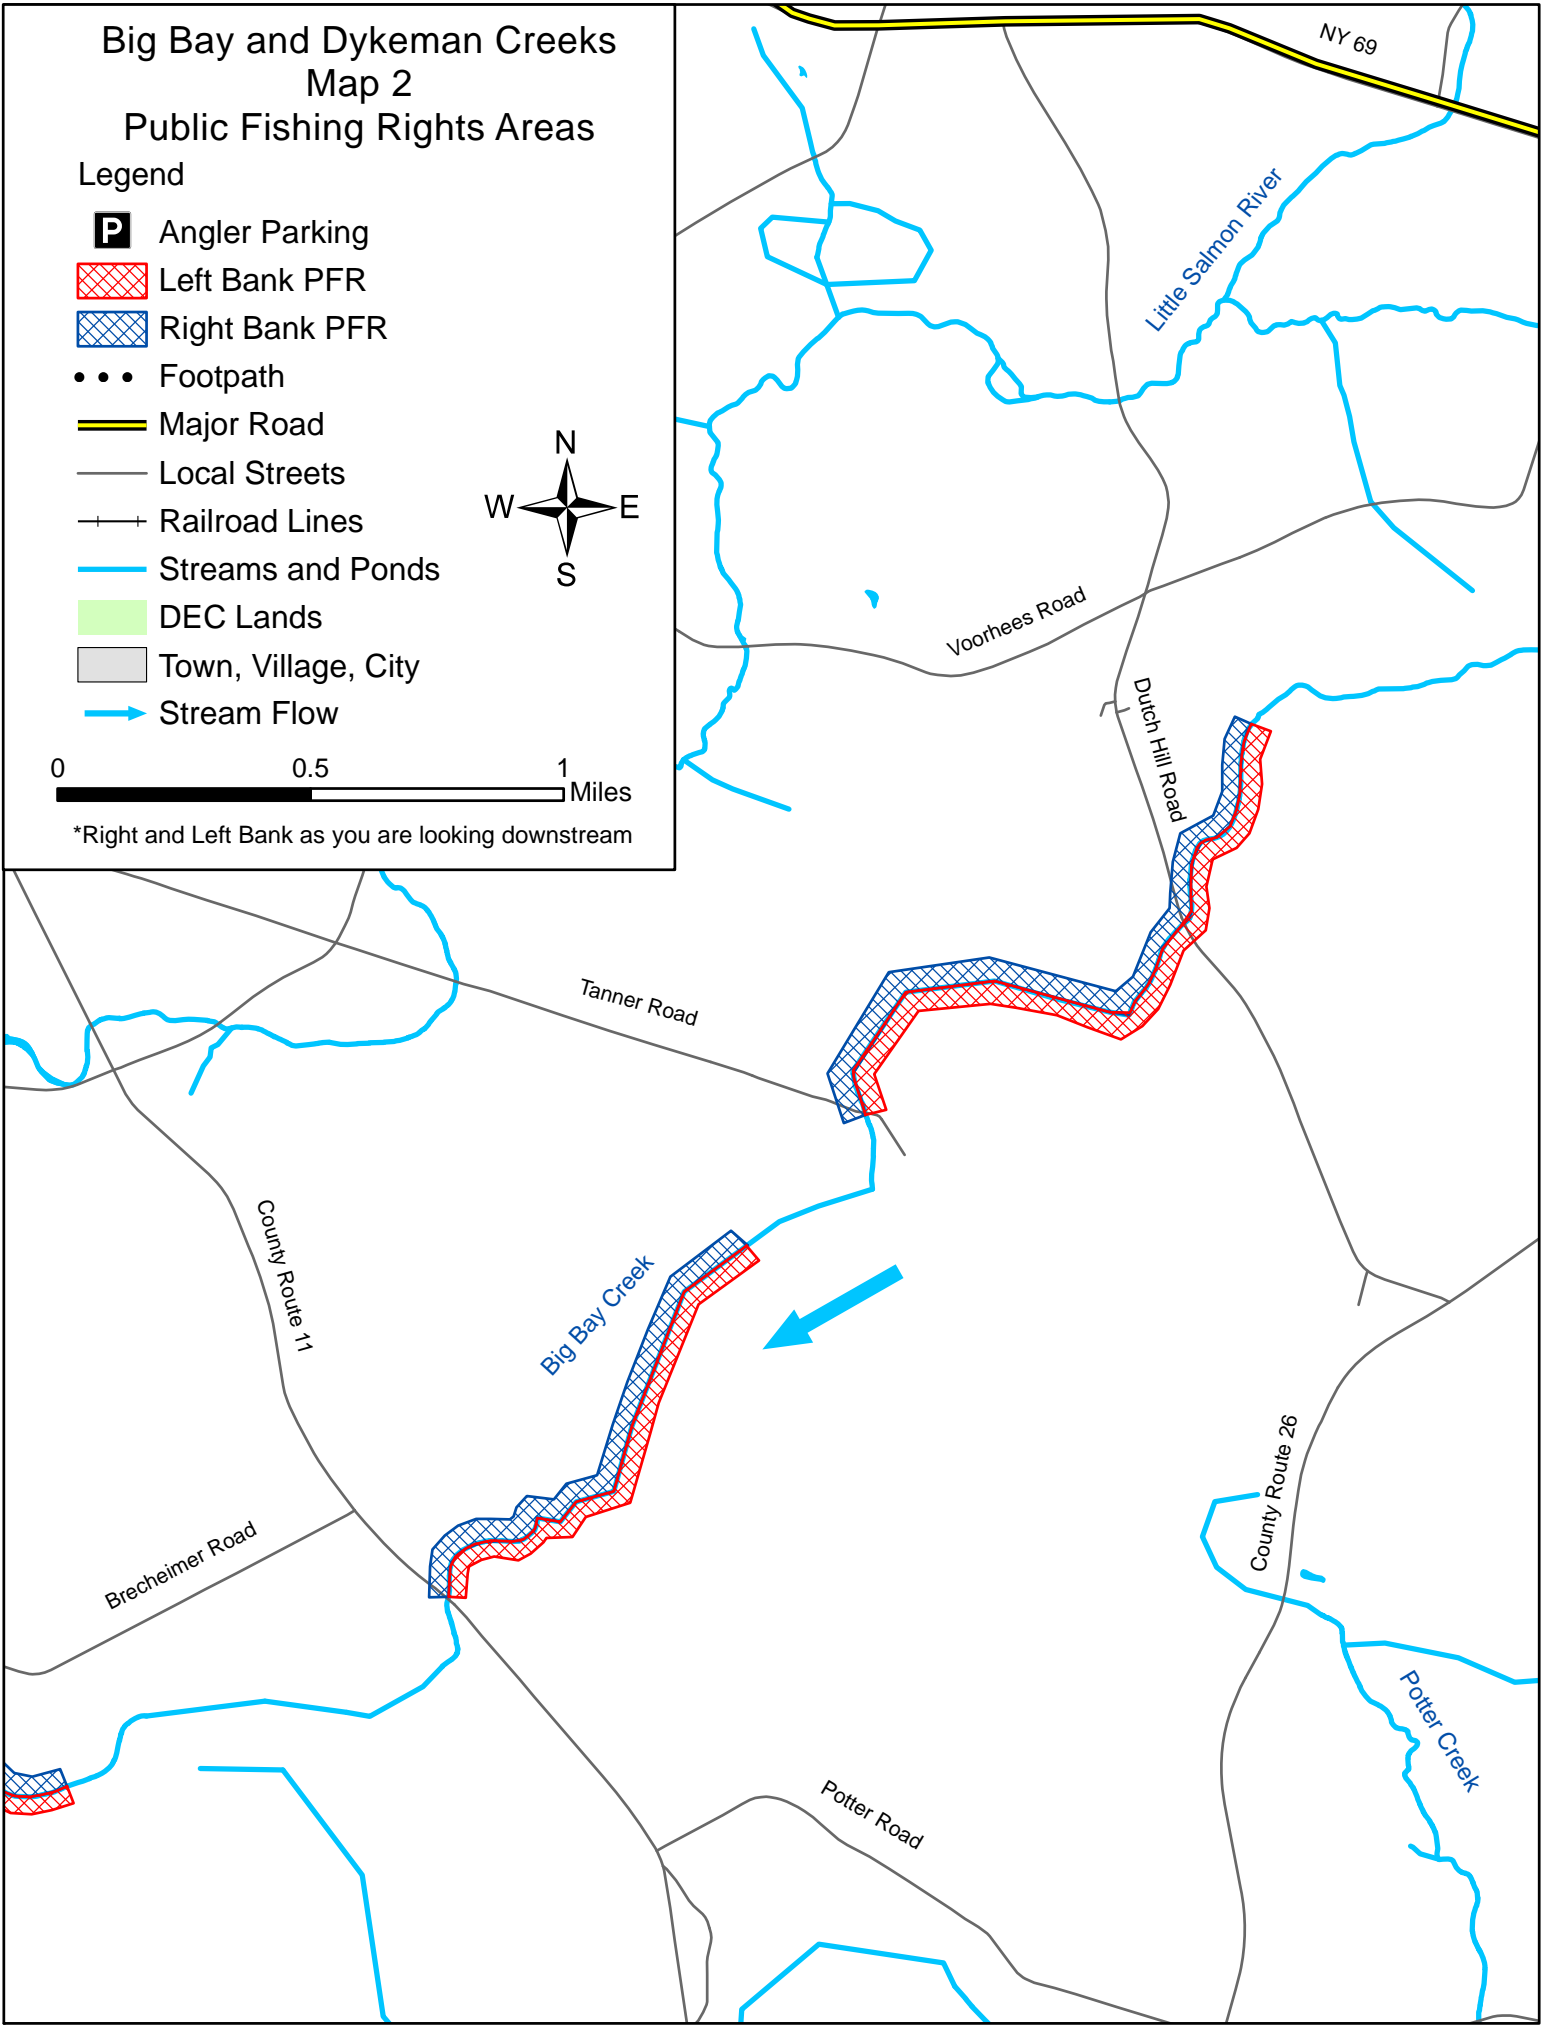 Big Bay and Dykeman Creeks
Map 2
Public Fishing Rights Areas
Legend
P Angler Parking
Left Bank PFR
Right Bank PFR
Footpath
Major Road
Local Streets
Railroad Lines
Streams and Ponds
DEC Lands
Town, Village, City
Stream Flow
N
W E
S
0 0.5 1
Miles
*Right and Left Bank as you are looking downstream
NY 69
Little Salmon River
Voorhees Road
Dutch Hill Road
Tanner Road
County Route 11
Big Bay Creek
County Route 26
Brecheimer Road
Potter Creek
Potter Road